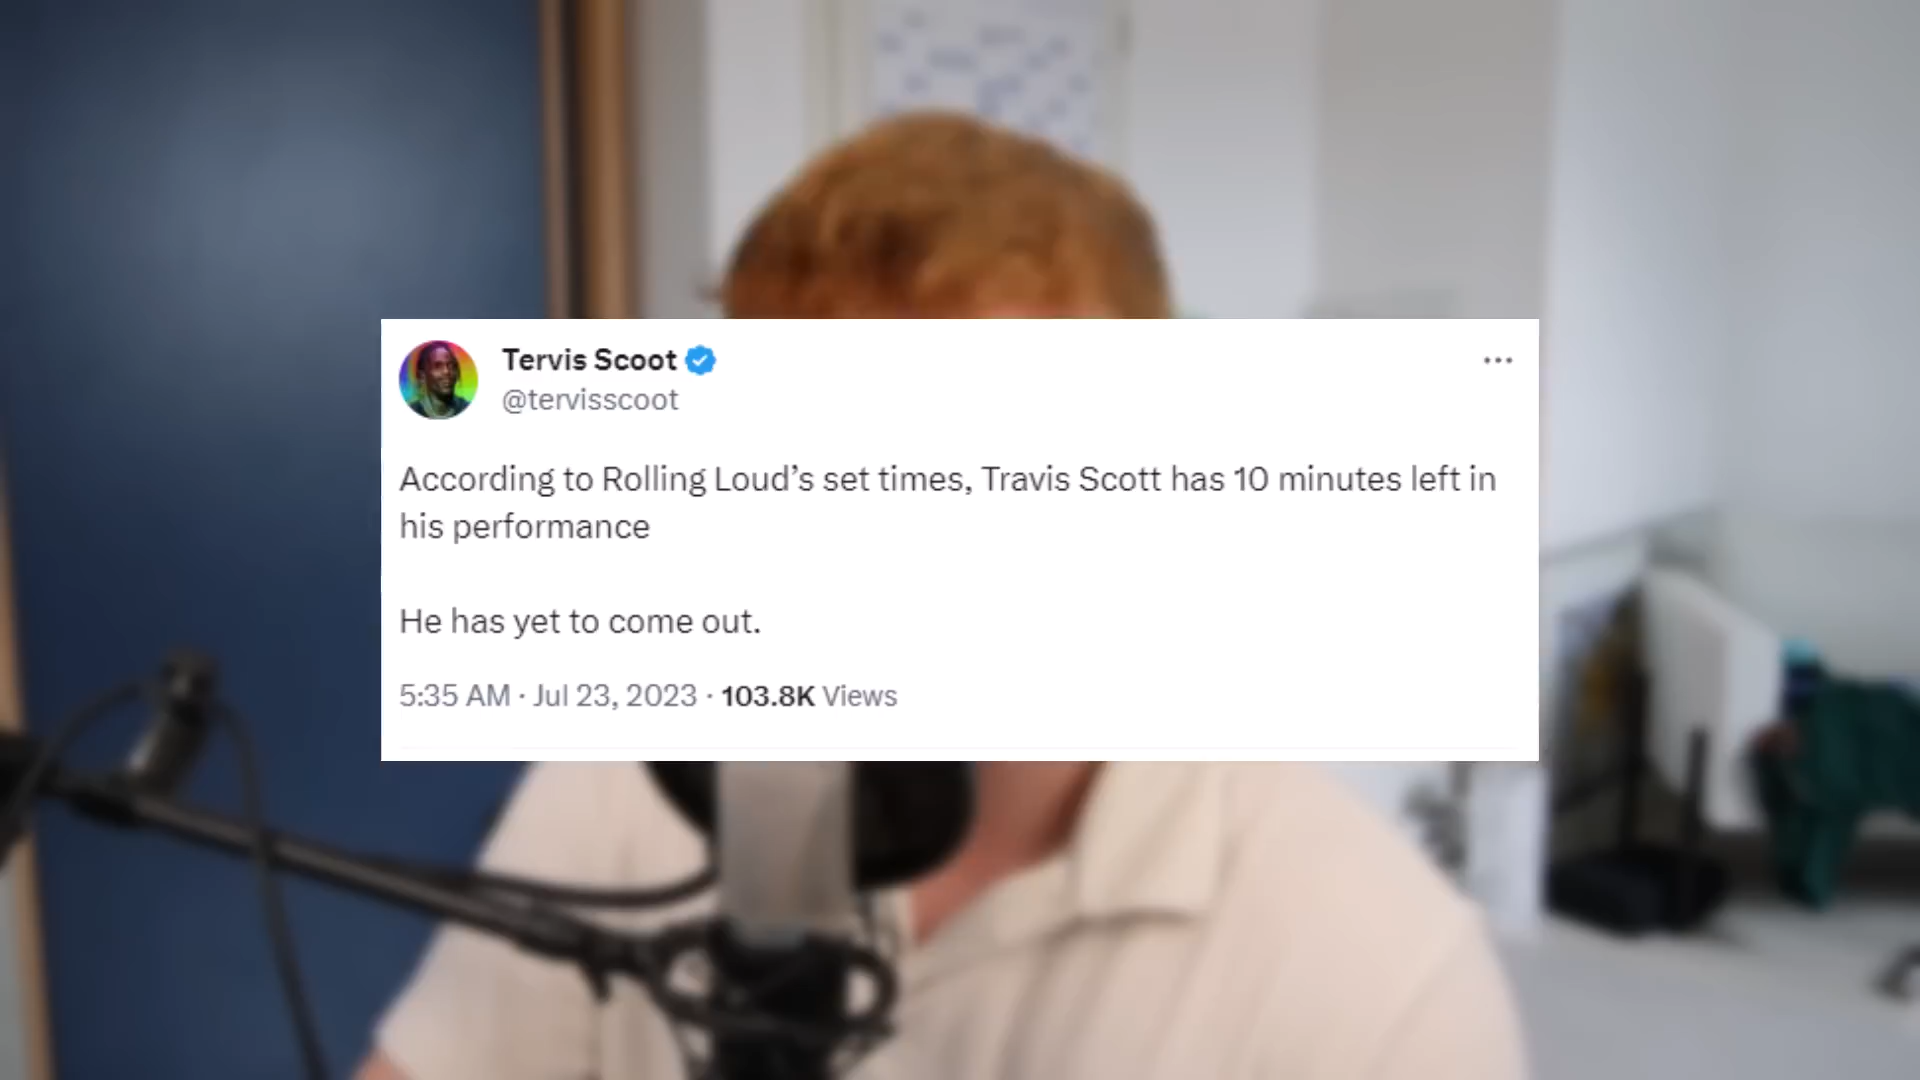 Tervis Scoot
@tervisscoot
According to Rolling Loud’s set times, Travis Scott has 10 minutes left in
his performance
He has yet to come out.
5:35 AM · Jul 23, 2023 · 103.8K Views